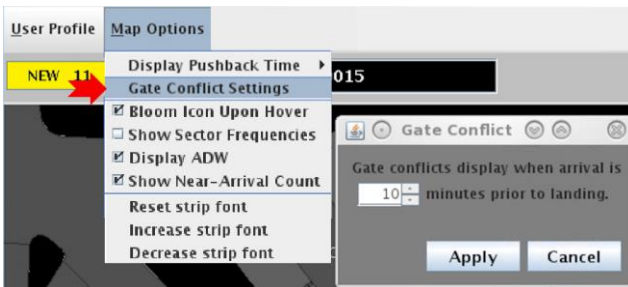 User Profile Map Options
NEW 11
015
Display Pushback Time
Gate Conflict Settings
Bloom Icon Upon Hover
Show Sector Frequencies
Display ADW
Show Near-Arrival Count
Reset strip font
Increase strip font
Decrease strip font
Gate Conflict
Gate conflicts display when arrival is
10 minutes prior to landing.
Apply Cancel